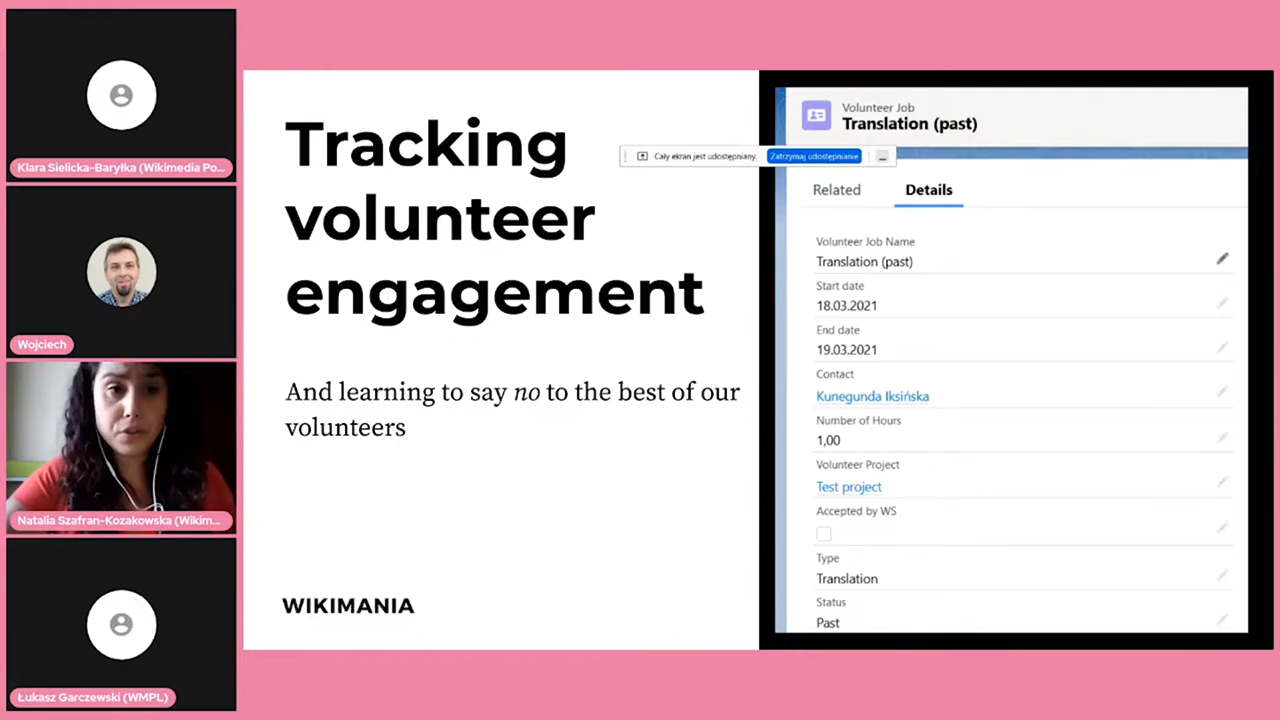 Klara Sielicka-Baryłka (Wikimedia Po...
Wojciech
Natalia Szafran-Kozakowska (Wikim...
Łukasz Garczewski (WMPL)
Tracking
volunteer
engagement
And learning to say no to the best of our
volunteers
WIKIMANIA
Cały ekran jest udostępniany.
Zatrzymaj udostępnianie
Volunteer Job
Translation (past)
Related
Details
Volunteer Job Name
Translation (past)
Start date
18.03.2021
End date
19.03.2021
Contact
Kunegunda Iksińska
Number of Hours
1,00
Volunteer Project
Test project
Accepted by WS
Type
Translation
Status
Past